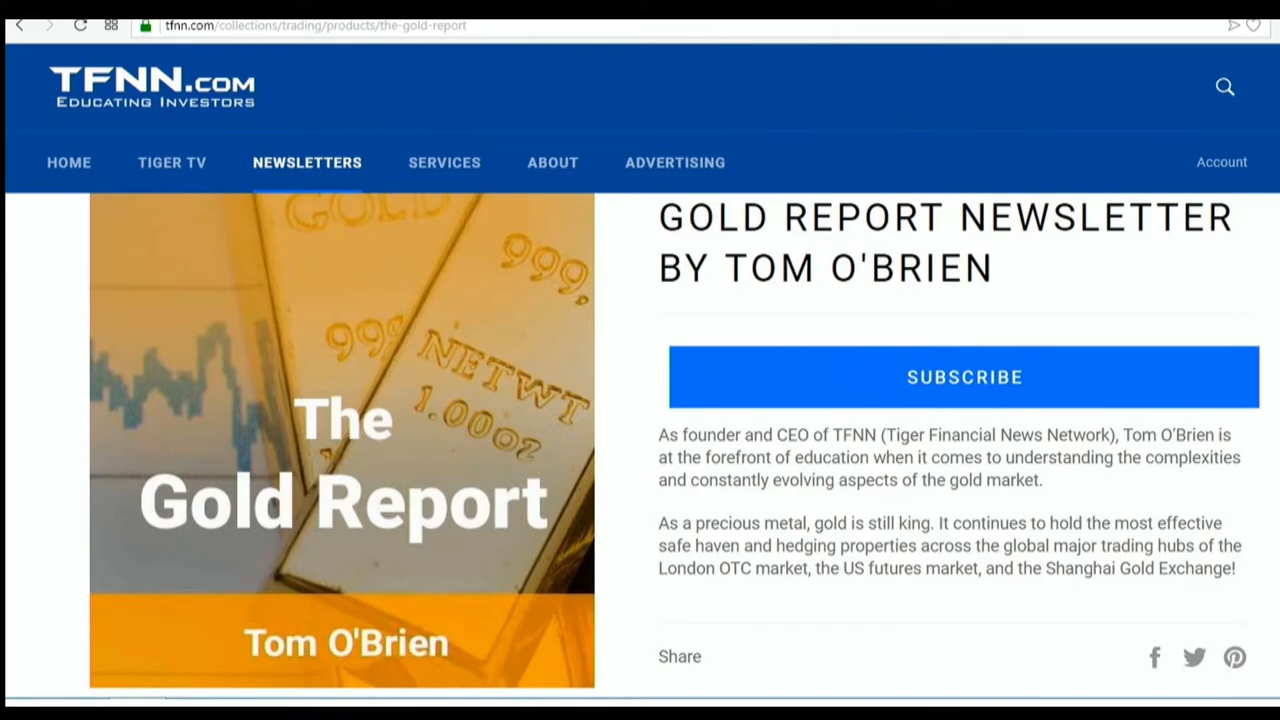 tfnn.com/collections/trading/products/the-gold-report
TFNN.COM
EDUCATING INVESTORS
HOME
TIGER TV
NEWSLETTERS
SERVICES
ABOUT
ADVERTISING
Account
GOLD
999.
999
NET WT
1.00oz
The
Gold Report
Tom O'Brien
GOLD REPORT NEWSLETTER
BY TOM O'BRIEN
SUBSCRIBE
As founder and CEO of TFNN (Tiger Financial News Network), Tom O’Brien is
at the forefront of education when it comes to understanding the complexities
and constantly evolving aspects of the gold market.
As a precious metal, gold is still king. It continues to hold the most effective
safe haven and hedging properties across the global major trading hubs of the
London OTC market, the US futures market, and the Shanghai Gold Exchange!
Share